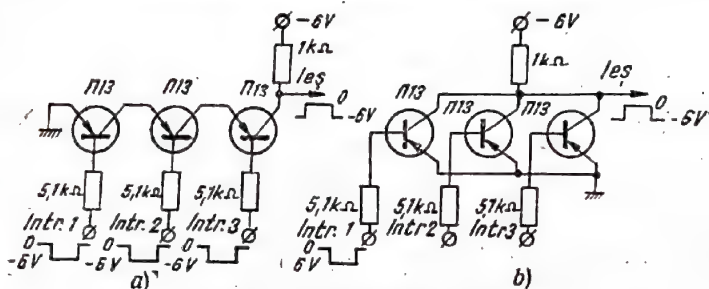 -6V
1kΩ
П13 П13 П13
Ieș
0
-6V
5,1kΩ 5,1kΩ 5,1kΩ
Intr. 1 Intr. 2 Intr. 3
0 0 0
-6V -6V -6V
a)
-6V
1kΩ
П13 П13 П13
Ieș
0
-6V
5,1kΩ 5,1kΩ 5,1kΩ
Intr. 1 Intr2 Intr3
0
6V
b)